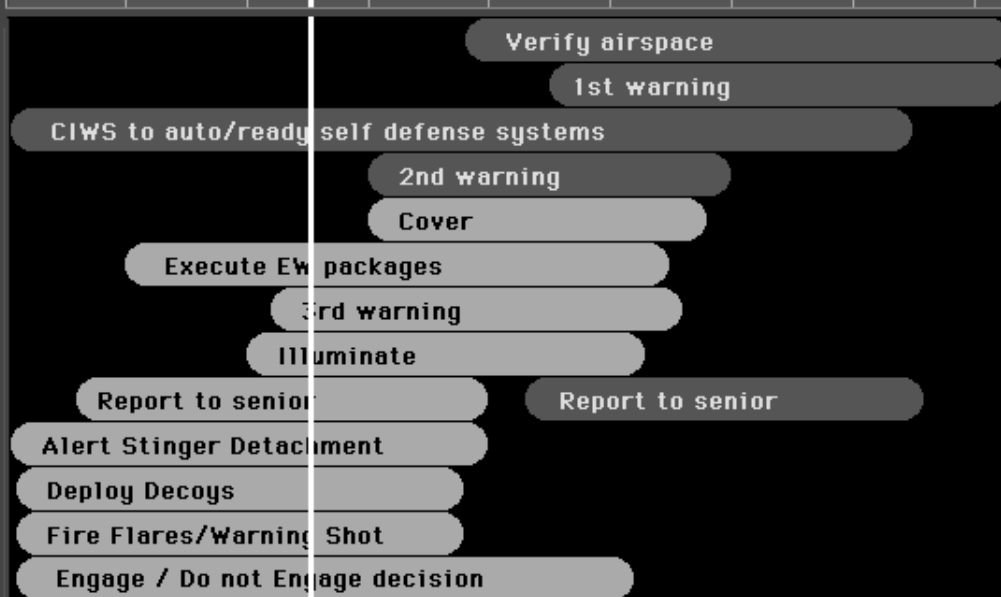 Verify airspace
1st warning
CIWS to auto/ready self defense systems
2nd warning
Cover
Execute EW packages
3rd warning
Illuminate
Report to senior Report to senior
Alert Stinger Detachment
Deploy Decoys
Fire Flares/Warning Shot
Engage / Do not Engage decision